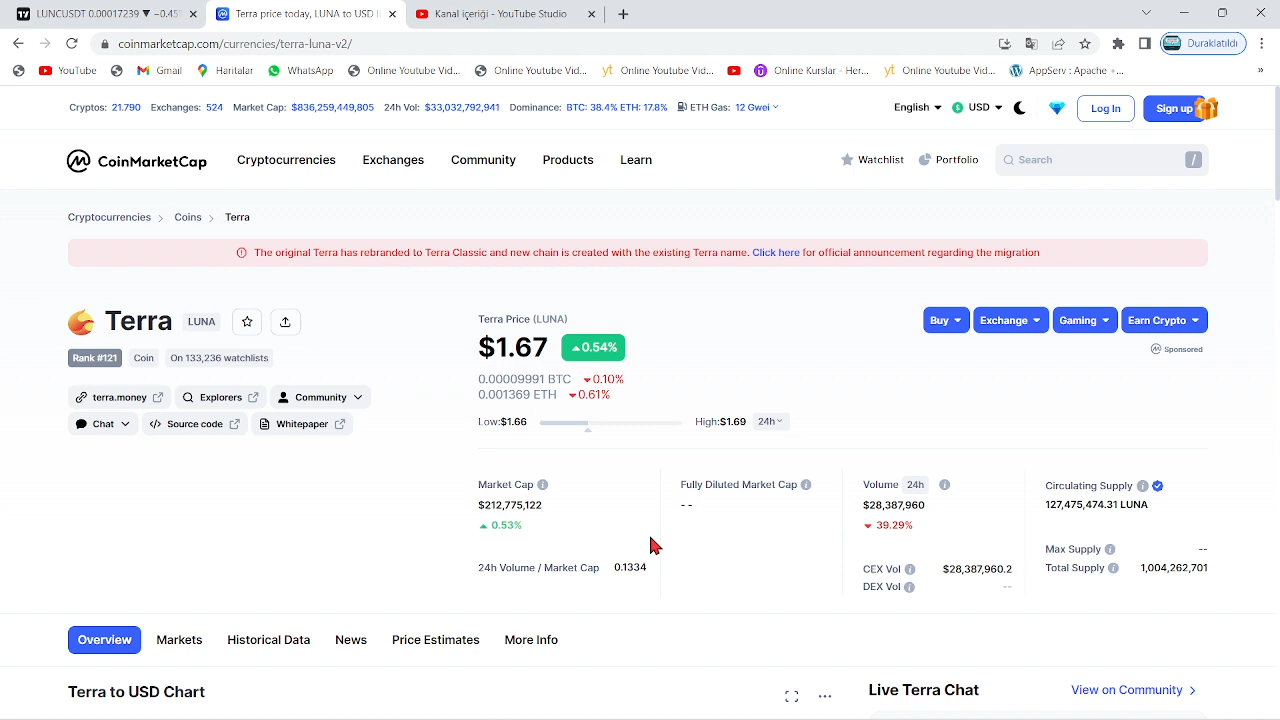 LUNCUSDT 0.00017239 ▼ −0.45
Terra price today, LUNA to USD l
Kanal içeriği - YouTube Studio
coinmarketcap.com/currencies/terra-luna-v2/
Duraklatıldı
YouTube
Gmail
Haritalar
WhatsApp
Online Youtube Vid...
Online Youtube Vid...
Online Youtube Vid...
Online Kurslar - Her...
Online Youtube Vid...
AppServ : Apache +...
»
Cryptos: 21.790 Exchanges: 524 Market Cap: $836,259,449,805 24h Vol: $33,032,792,941 Dominance: BTC: 38.4% ETH: 17.8% ETH Gas: 12 Gwei
English USD Log In Sign up
CoinMarketCap Cryptocurrencies Exchanges Community Products Learn Watchlist Portfolio Search /
Cryptocurrencies > Coins > Terra
The original Terra has rebranded to Terra Classic and new chain is created with the existing Terra name. Click here for official announcement regarding the migration
Terra LUNA
Rank #121 Coin On 133,236 watchlists
terra.money Explorers Community
Chat Source code Whitepaper
Terra Price (LUNA)
$1.67 ▲0.54%
0.00009991 BTC ▼0.10%
0.001369 ETH ▼0.61%
Low:$1.66 High:$1.69 24h
Buy Exchange Gaming Earn Crypto
Sponsored
Market Cap
$212,775,122
▲ 0.53%
24h Volume / Market Cap 0.1334
Fully Diluted Market Cap
--
Volume 24h
$28,387,960
▼ 39.29%
CEX Vol $28,387,960.2
DEX Vol --
Circulating Supply
127,475,474.31 LUNA
Max Supply --
Total Supply 1,004,262,701
Overview Markets Historical Data News Price Estimates More Info
Terra to USD Chart
Live Terra Chat View on Community >